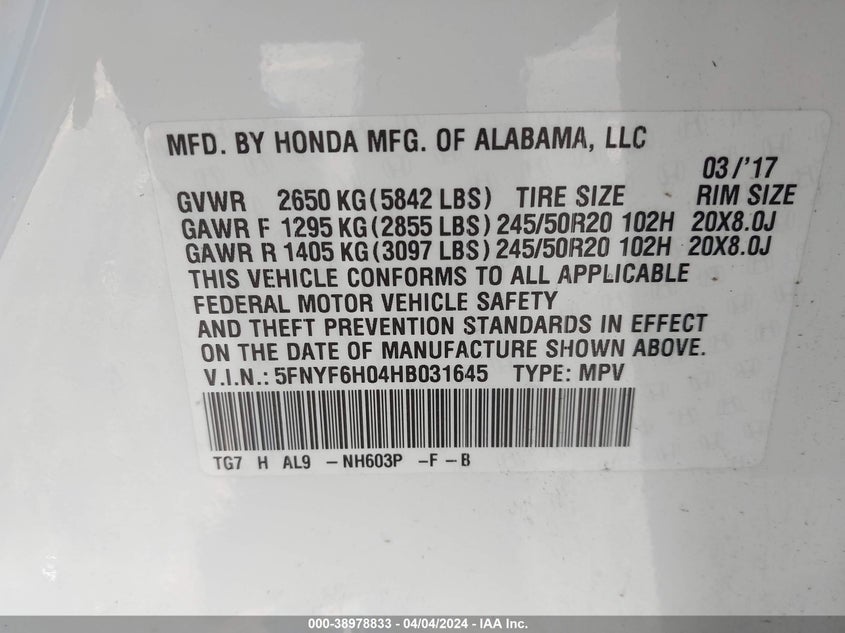 MFD. BY HONDA MFG. OF ALABAMA, LLC
03/'17
GVWR 2650 KG(5842 LBS) TIRE SIZE RIM SIZE
GAWR F 1295 KG(2855 LBS)245/50R20 102H 20X8.0J
GAWR R 1405 KG(3097 LBS)245/50R20 102H 20X8.0J
THIS VEHICLE CONFORMS TO ALL APPLICABLE
FEDERAL MOTOR VEHICLE SAFETY
AND THEFT PREVENTION STANDARDS IN EFFECT
ON THE DATE OF MANUFACTURE SHOWN ABOVE.
V.I.N.: 5FNYF6H04HB031645 TYPE: MPV
TG7 H AL9 -NH603P -F-B
000-38978833 - 04/04/2024 - IAA Inc.